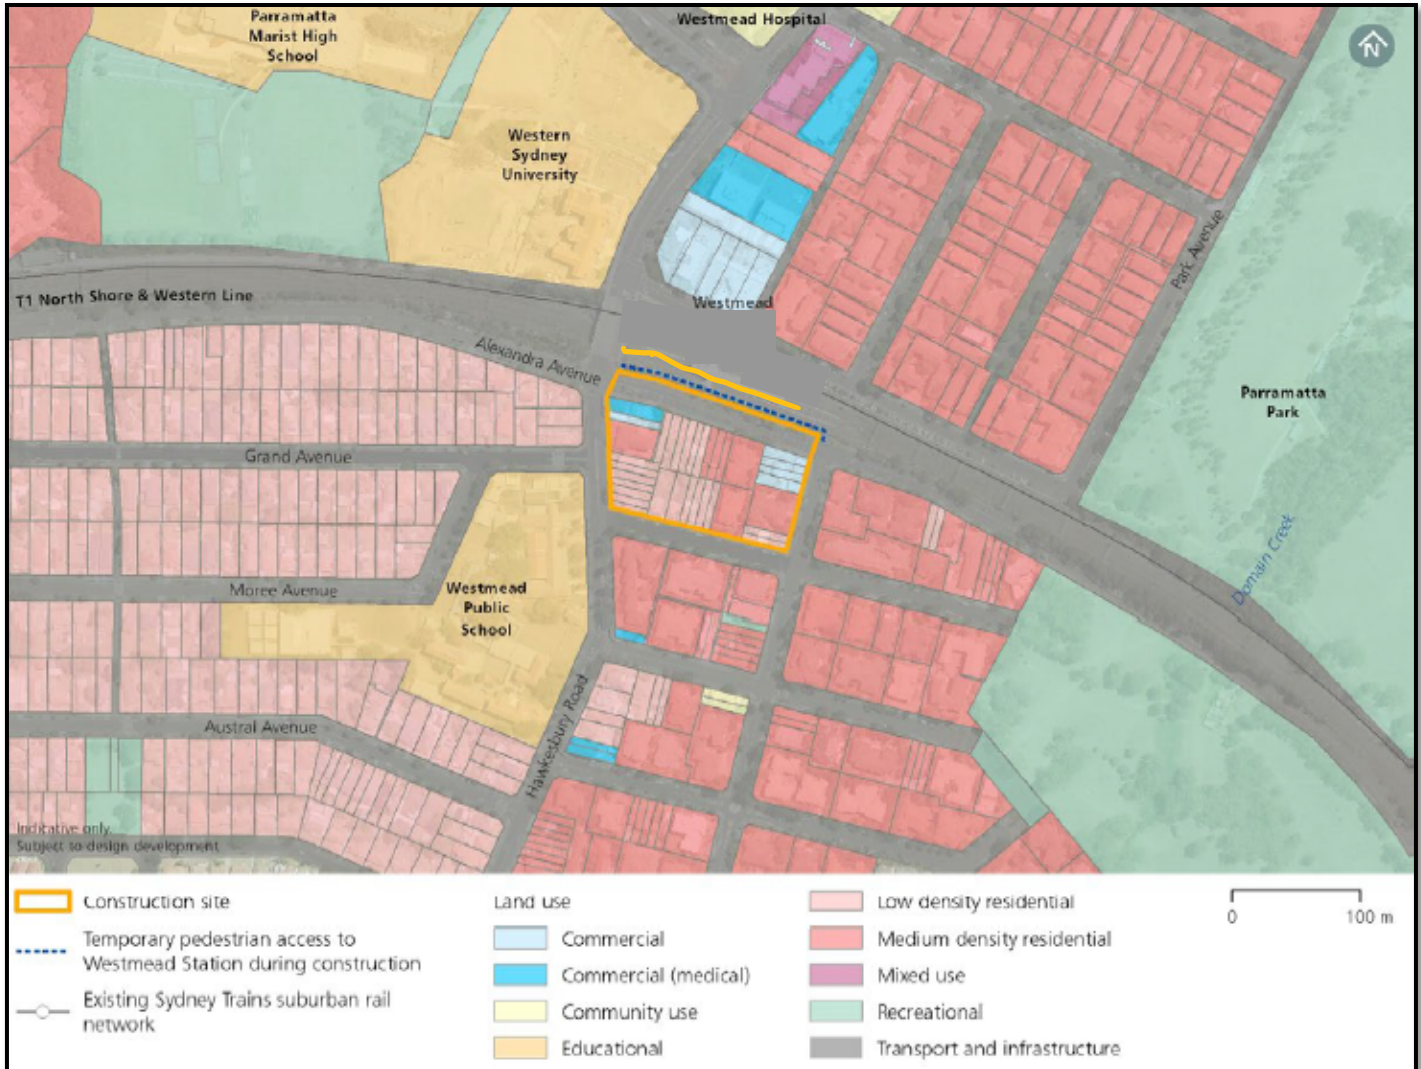 Parramatta
Marist High
School
Westmead Hospital
N
Western
Sydney
University
Park Avenue
T1 North Shore & Western Line
Westmead
Alexandra Avenue
Parramatta
Park
Grand Avenue
Domain Creek
Moree Avenue
Westmead
Public
School
Hawkesbury Road
Austral Avenue
Indicative only.
Subject to design development
Construction site
Temporary pedestrian access to
Westmead Station during construction
Existing Sydney Trains suburban rail
network
Land use
Commercial
Commercial (medical)
Community use
Educational
Low density residential
Medium density residential
Mixed use
Recreational
Transport and infrastructure
0 100 m